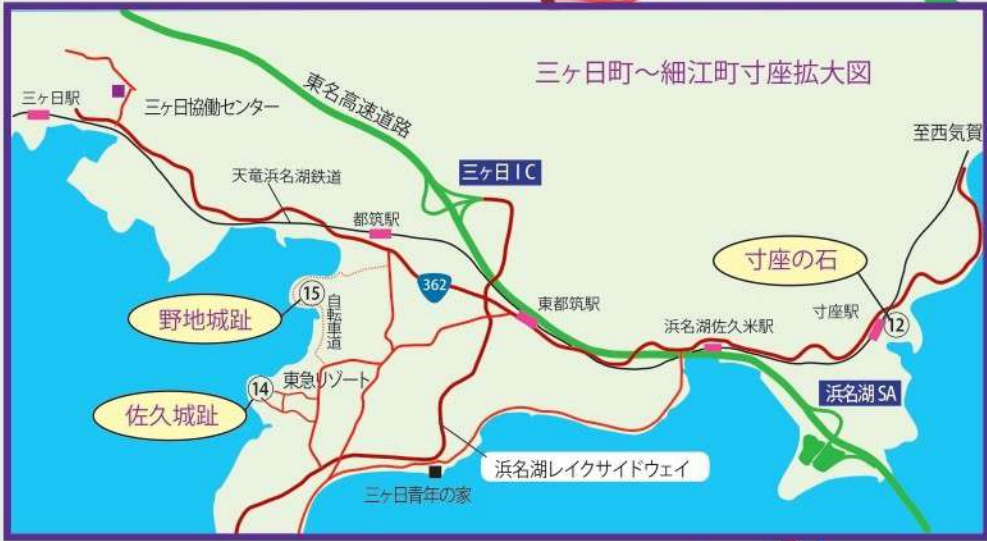 三ヶ日町～細江町寸座拡大図
三ヶ日駅
三ヶ日協働センター
東名高速道路
至西気賀
三ヶ日IC
天竜浜名湖鉄道
都筑駅
寸座の石
362
15
野地城趾
自転車道
東都筑駅
浜名湖佐久米駅
寸座駅
12
14
東急リゾート
佐久城趾
浜名湖SA
浜名湖レイクサイドウェイ
三ヶ日青年の家